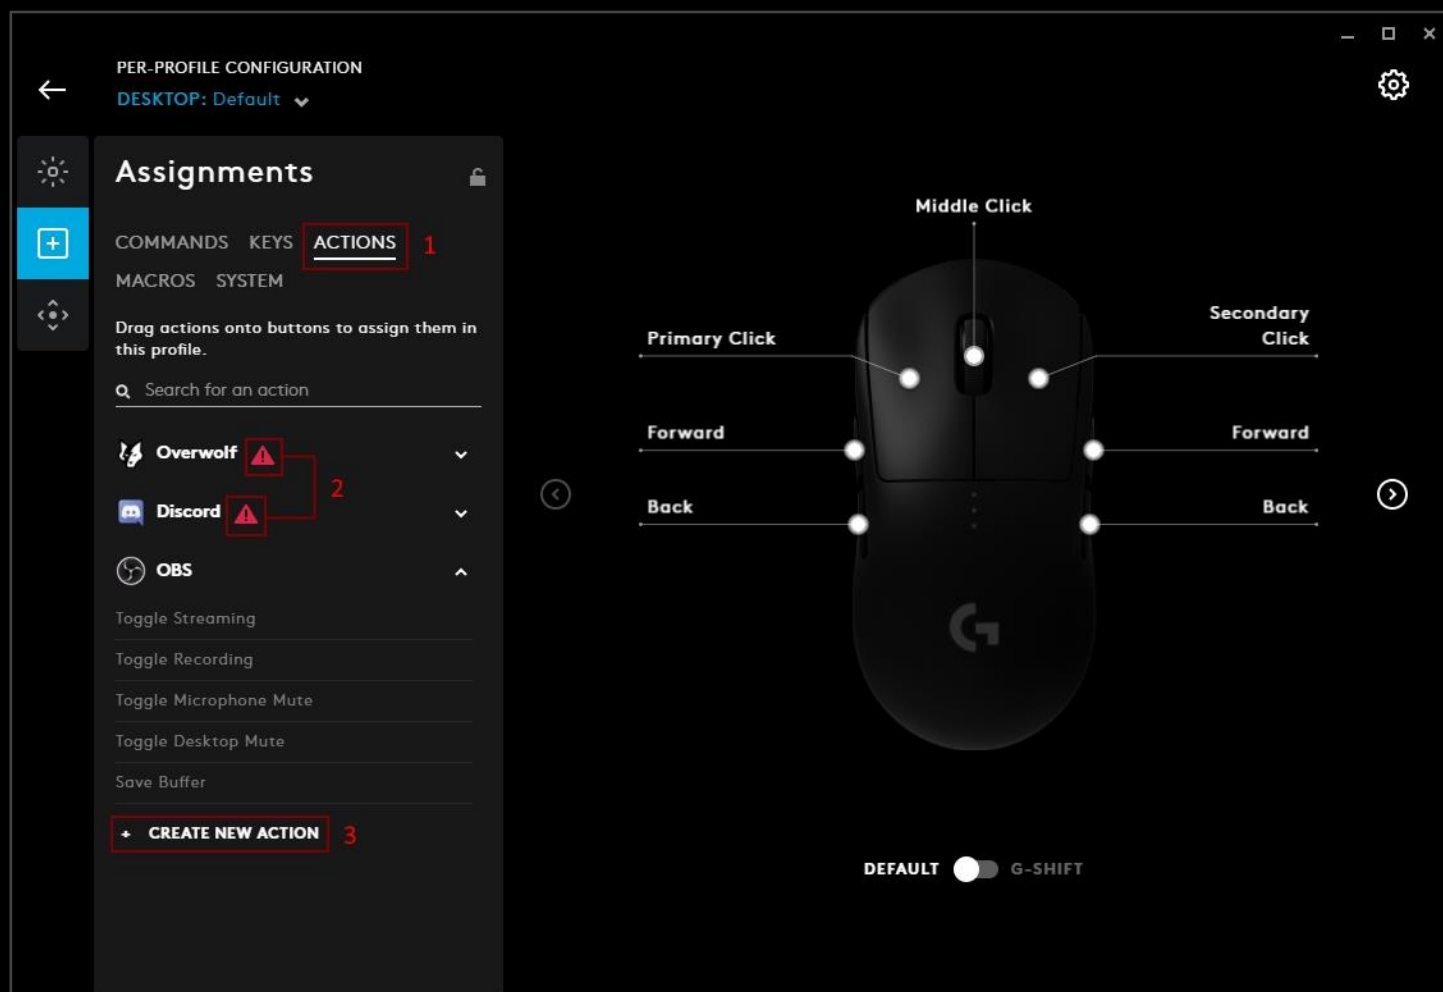 PER-PROFILE CONFIGURATION
DESKTOP: Default
Assignments
COMMANDS KEYS ACTIONS 1
MACROS SYSTEM
Drag actions onto buttons to assign them in
this profile.
Search for an action
Overwolf
2
Discord
OBS
Toggle Streaming
Toggle Recording
Toggle Microphone Mute
Toggle Desktop Mute
Save Buffer
+ CREATE NEW ACTION 3
Middle Click
Primary Click
Secondary
Click
Forward
Forward
Back
Back
DEFAULT G-SHIFT